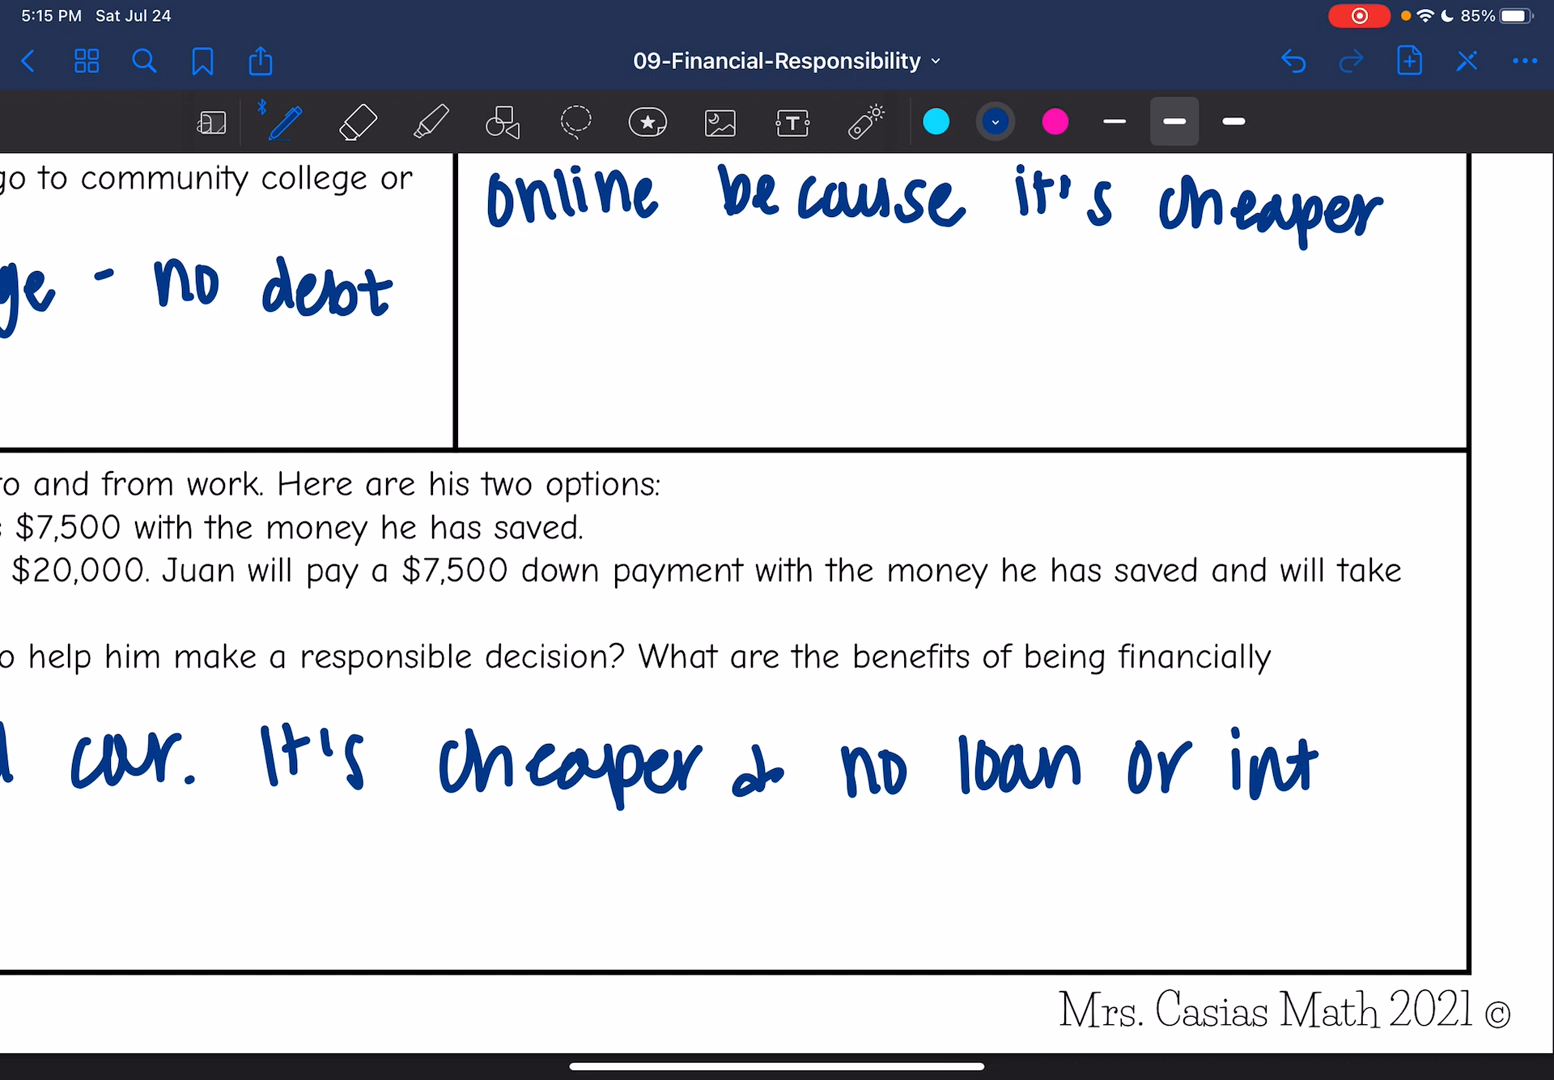 5:15 PM Sat Jul 24
85%
09-Financial-Responsibility
T
go to community college or
ge - no debt
online because it's cheaper
to and from work. Here are his two options:
$7,500 with the money he has saved.
$20,000. Juan will pay a $7,500 down payment with the money he has saved and will take
o help him make a responsible decision? What are the benefits of being financially
car. It's cheaper & no loan or int
Mrs. Casias Math 2021 ©